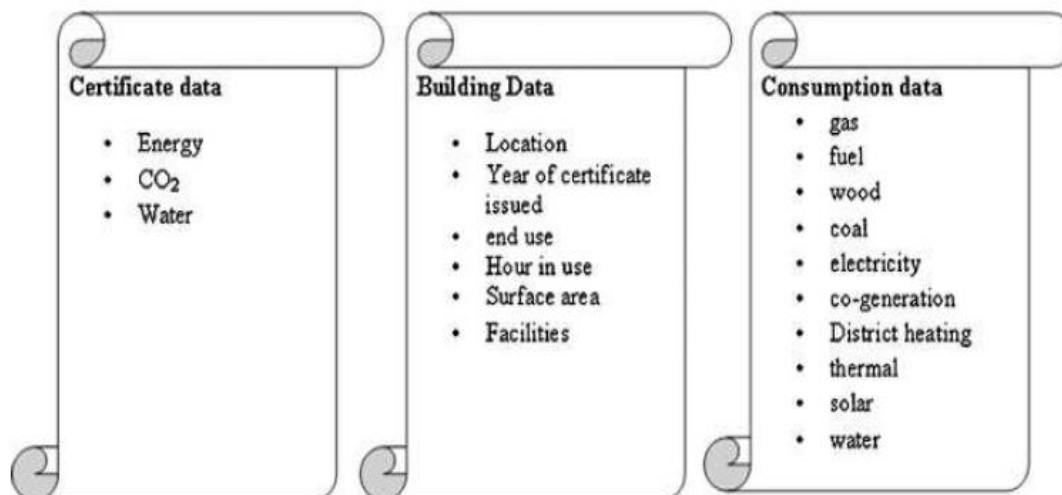 Certificate data
• Energy
• CO₂
• Water
Building Data
• Location
• Year of certificate
issued
• end use
• Hour in use
• Surface area
• Facilities
Consumption data
• gas
• fuel
• wood
• coal
• electricity
• co-generation
• District heating
• thermal
• solar
• water